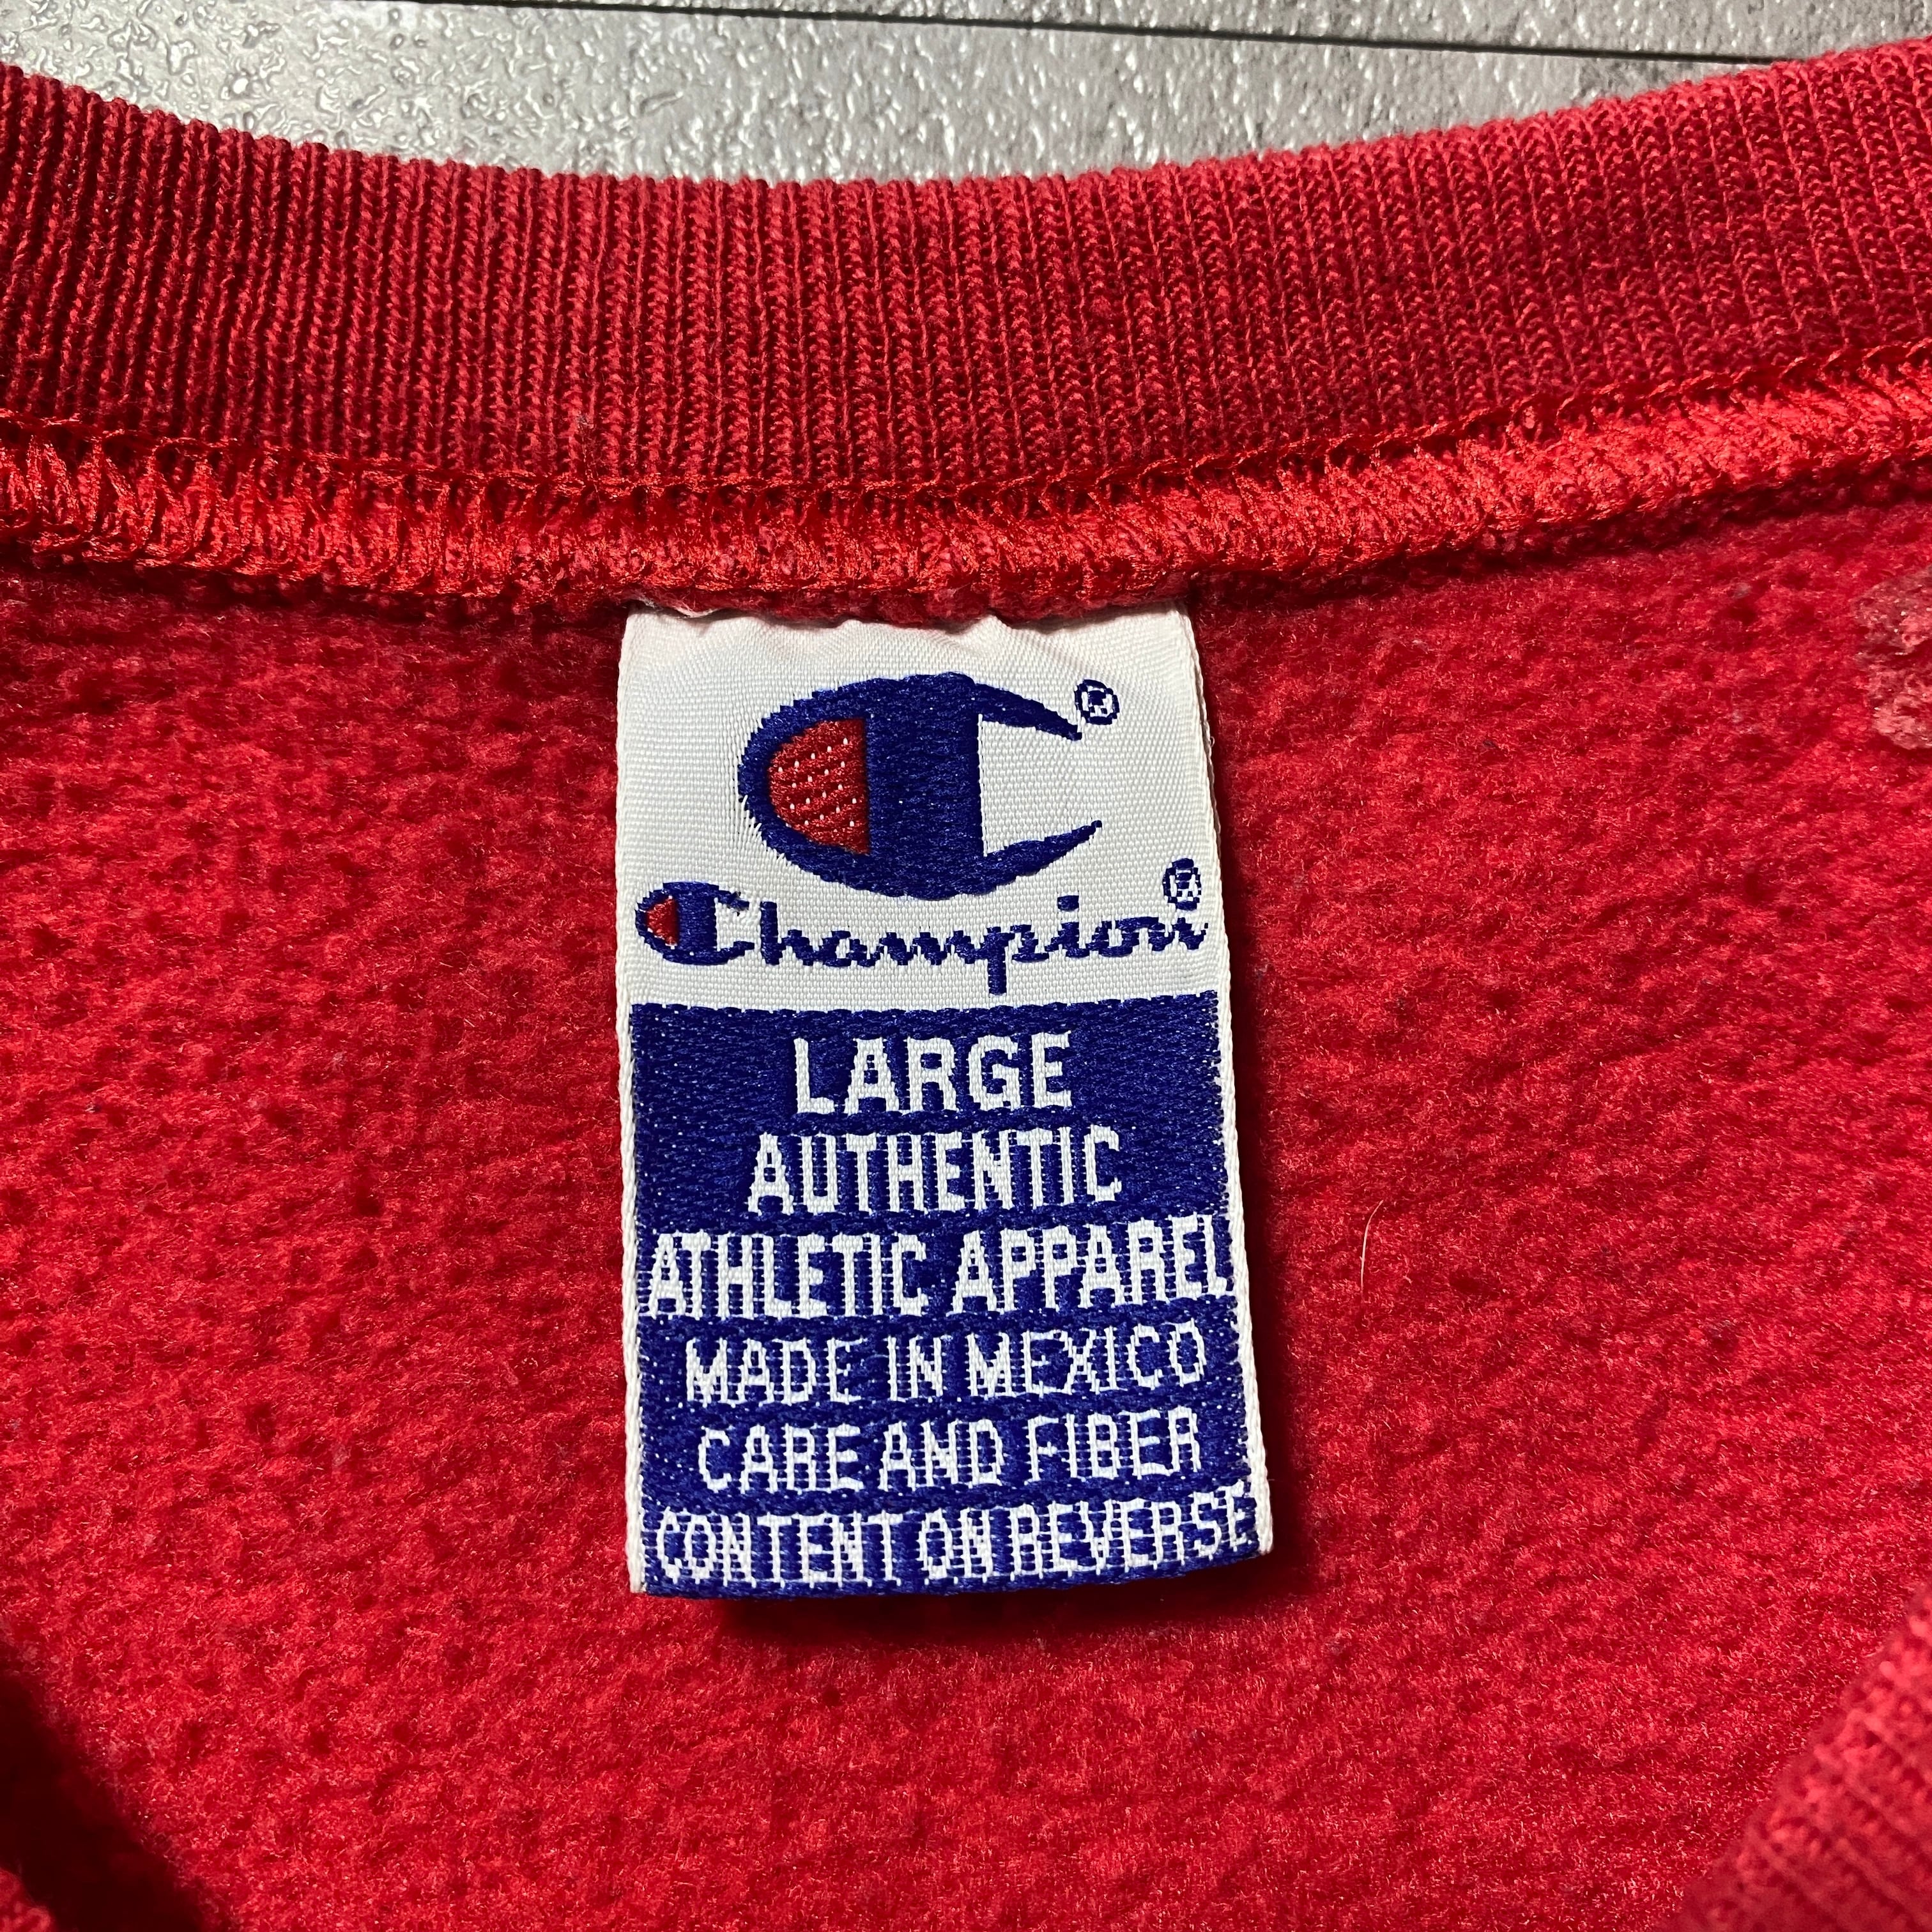 ®
Champion®
LARGE
AUTHENTIC
ATHLETIC APPAREL
MADE IN MEXICO
CARE AND FIBER
CONTENT ON REVERSE